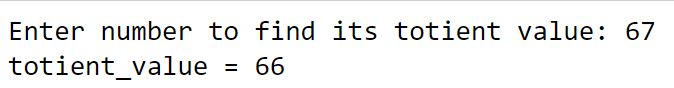 Enter number to find its totient value: 67
totient_value = 66